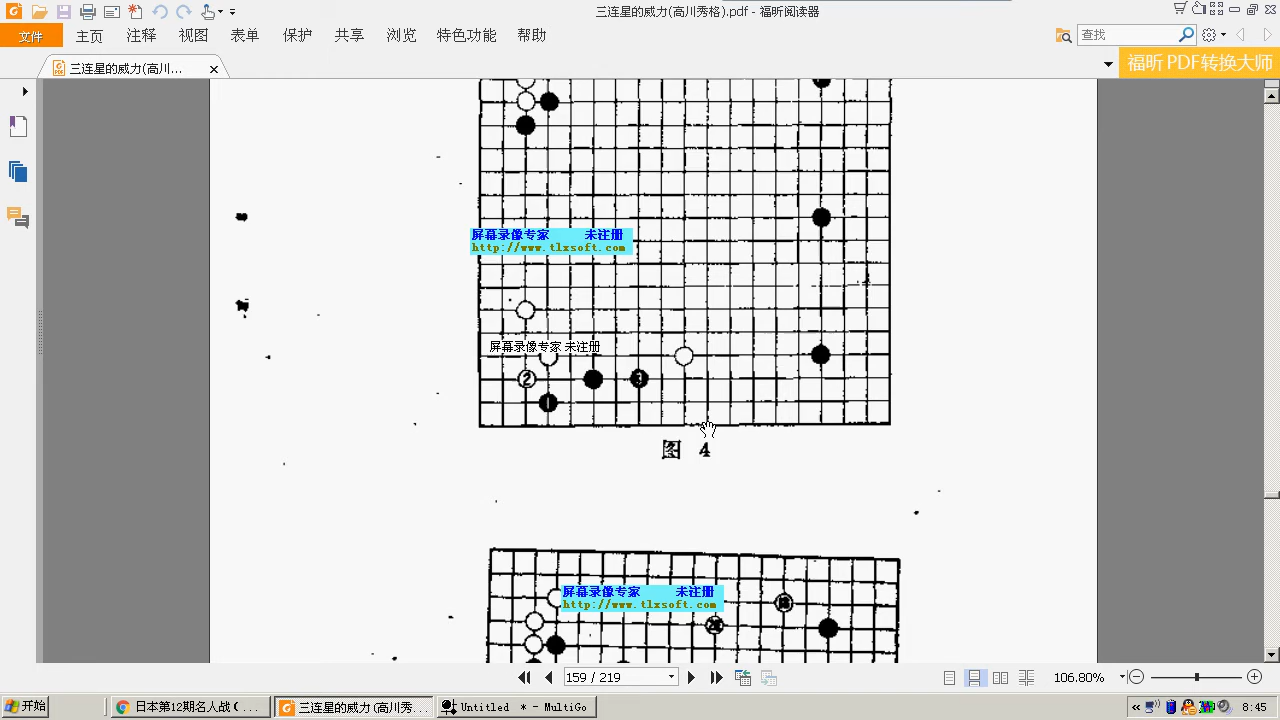 三连星的威力(高川秀格).pdf - 福昕阅读器
文件 主页 注释 视图 表单 保护 共享 浏览 特色功能 帮助
查找
三连星的威力(高川...
福昕PDF转换大师
屏幕录像专家 未注册
http://www.tlxsoft.com
屏幕录像专家 未注册
2
3
1
图 4
屏幕录像专家 未注册
http://www.tlxsoft.com
159 / 219
106.80%
开始
日本第12期名人战 (...
三连星的威力(高川秀...
Untitled * - MultiGo
8:45